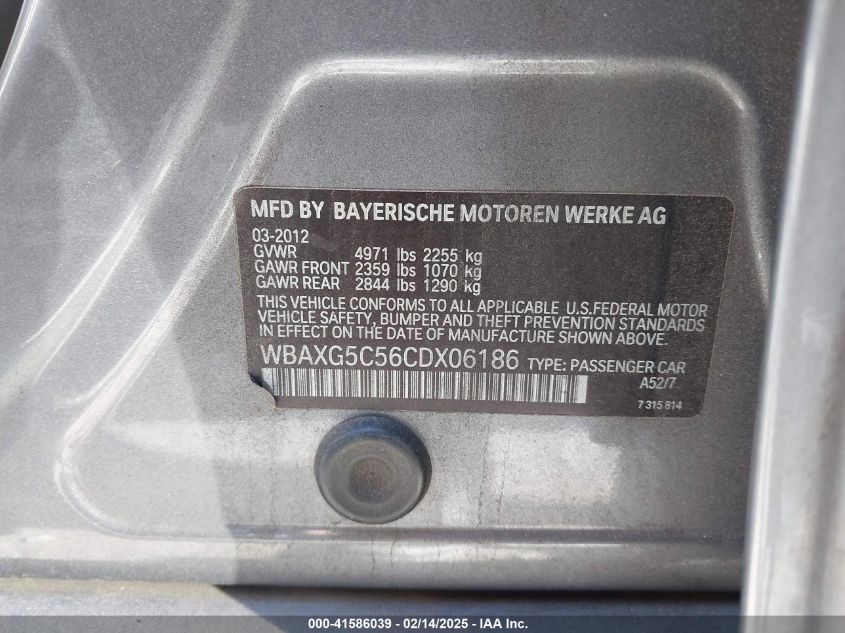 MFD BY BAYERISCHE MOTOREN WERKE AG
03-2012
GVWR 4971 lbs 2255 kg
GAWR FRONT 2359 lbs 1070 kg
GAWR REAR 2844 lbs 1290 kg
THIS VEHICLE CONFORMS TO ALL APPLICABLE U.S.FEDERAL MOTOR
VEHICLE SAFETY, BUMPER AND THEFT PREVENTION STANDARDS
IN EFFECT ON THE DATE OF MANUFACTURE SHOWN ABOVE.
WBAXG5C56CDX06186 TYPE: PASSENGER CAR
A52/7
7 315 814
000-41586039 - 02/14/2025 - IAA Inc.